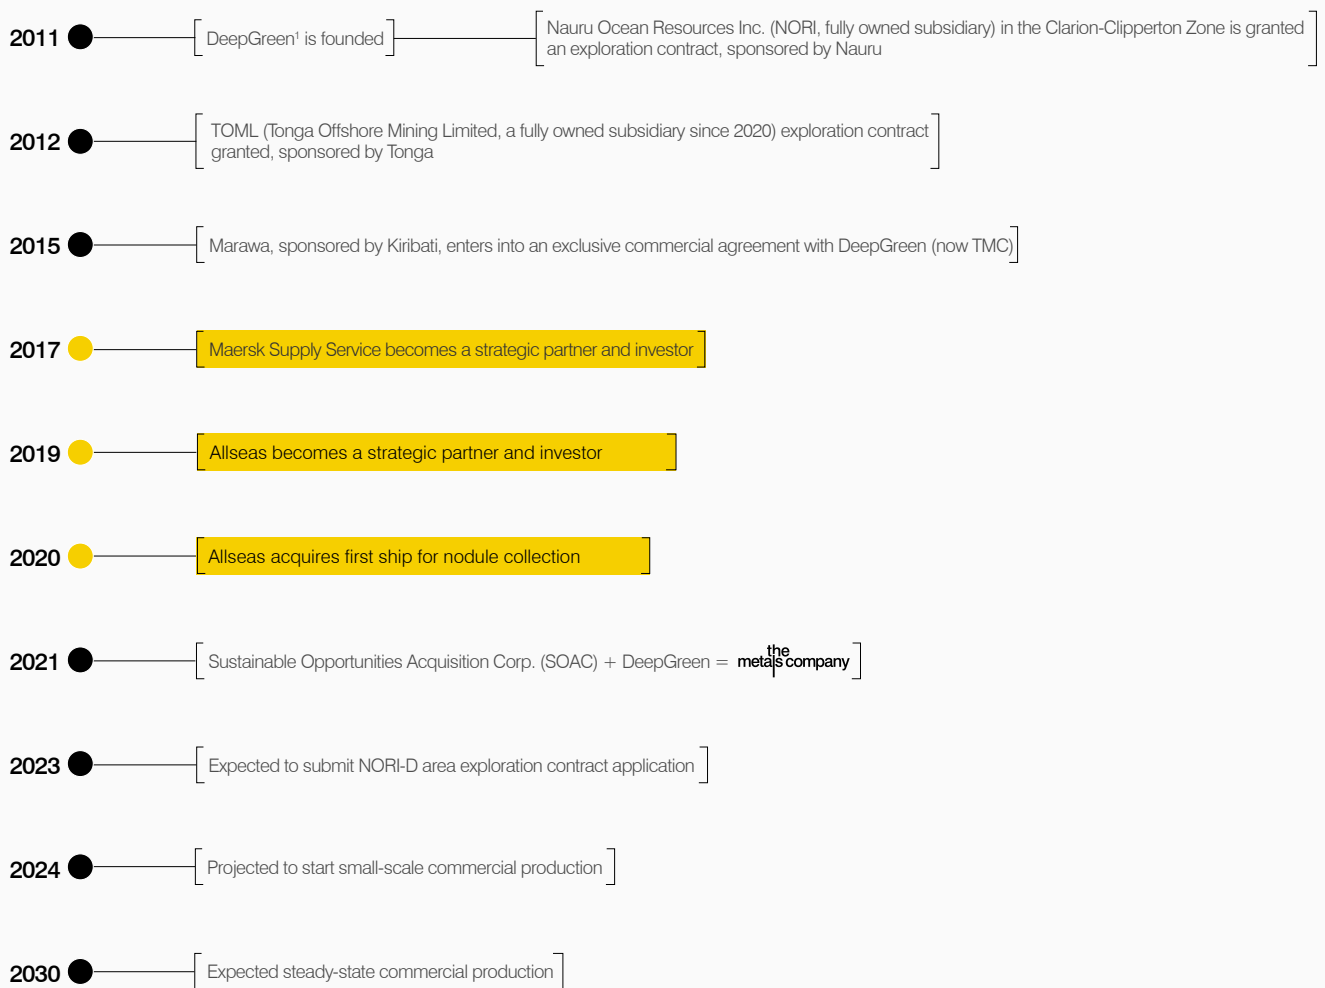 2011
DeepGreen¹ is founded
Nauru Ocean Resources Inc. (NORI, fully owned subsidiary) in the Clarion-Clipperton Zone is granted
an exploration contract, sponsored by Nauru
2012
TOML (Tonga Offshore Mining Limited, a fully owned subsidiary since 2020) exploration contract
granted, sponsored by Tonga
2015
Marawa, sponsored by Kiribati, enters into an exclusive commercial agreement with DeepGreen (now TMC)
2017
Maersk Supply Service becomes a strategic partner and investor
2019
Allseas becomes a strategic partner and investor
2020
Allseas acquires first ship for nodule collection
2021
Sustainable Opportunities Acquisition Corp. (SOAC) + DeepGreen = the metals company
2023
Expected to submit NORI-D area exploration contract application
2024
Projected to start small-scale commercial production
2030
Expected steady-state commercial production